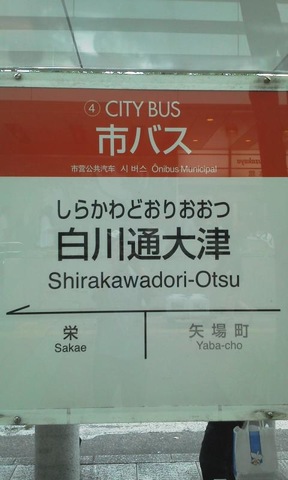 ④ CITY BUS
市バス
市営公共汽车 시 버스 Ônibus Municipal
しらかわどおりおおつ
白川通大津
Shirakawadori-Otsu
栄
Sakae
矢場町
Yaba-cho